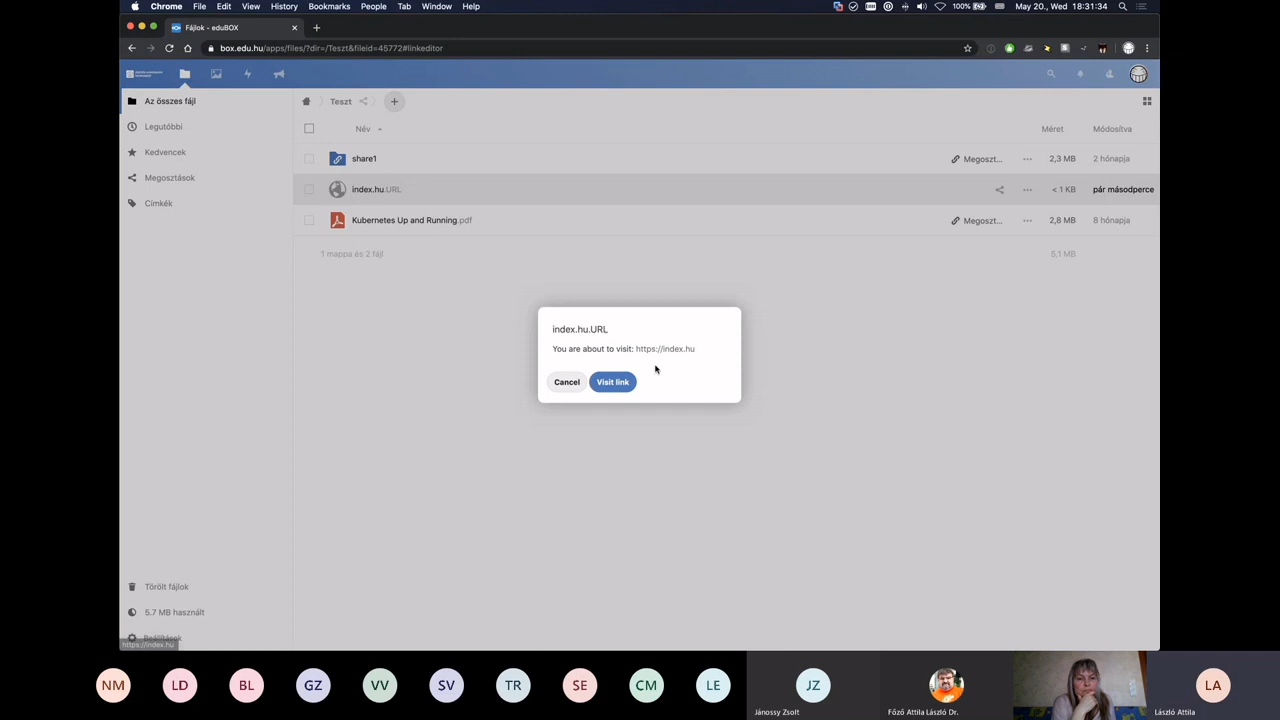 Chrome File Edit View History Bookmarks People Tab Window Help 100% May 20., Wed 18:31:34
Fájlok - eduBOX
box.edu.hu/apps/files/?dir=/Teszt&fileid=45772#linkeditor
Az összes fájl
Legutóbbi
Kedvencek
Megosztások
Címkék
Teszt
Név Méret Módosítva
share1 Megoszt... 2,3 MB 2 hónapja
index.hu.URL < 1 KB pár másodperce
Kubernetes Up and Running.pdf Megoszt... 2,8 MB 8 hónapja
1 mappa és 2 fájl 5,1 MB
index.hu.URL
You are about to visit: https://index.hu
Cancel Visit link
Törölt fájlok
5.7 MB használt
Beállítások
https://index.hu
NM LD BL GZ VV SV TR SE CM LE JZ LA
Jánossy Zsolt Főző Attila László Dr. László Attila